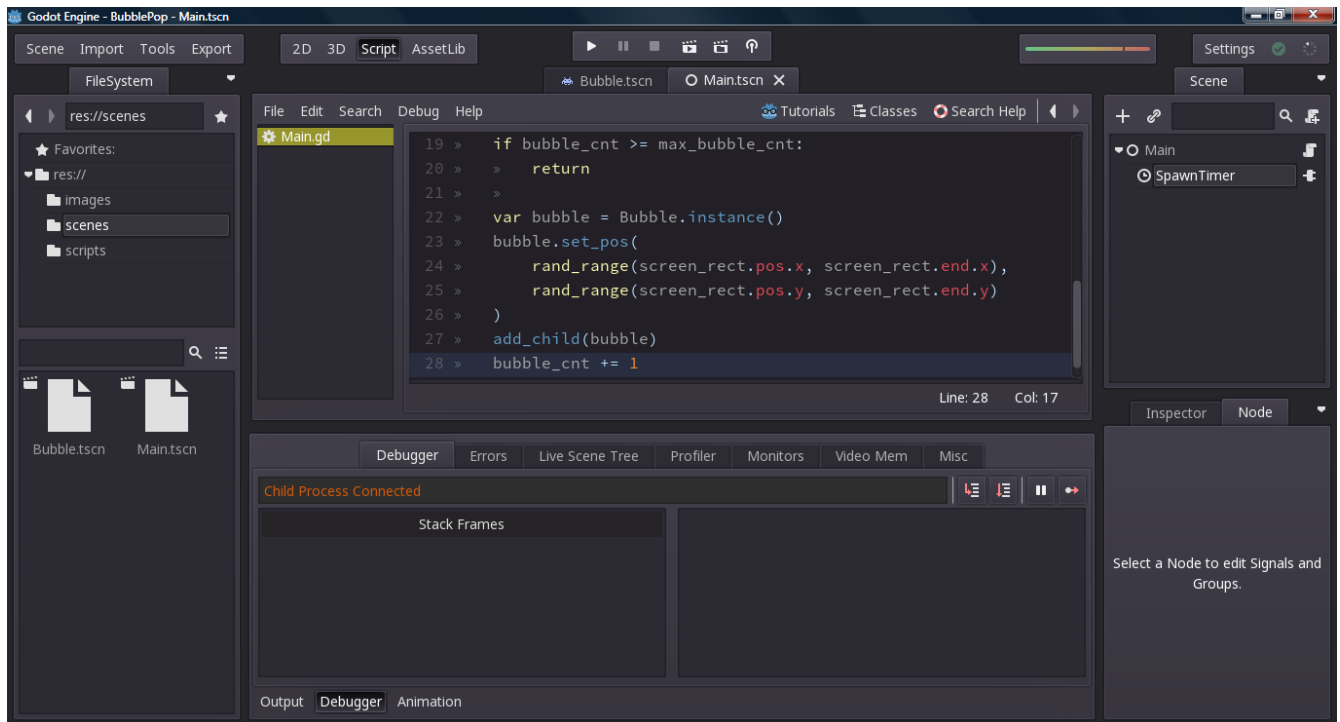 Godot Engine - BubblePop - Main.tscn
Scene Import Tools Export 2D 3D Script AssetLib Settings
FileSystem Bubble.tscn Main.tscn X Scene
res://scenes File Edit Search Debug Help Tutorials Classes Search Help
Favorites: Main.gd
res://
images
scenes
scripts
19 » if bubble_cnt >= max_bubble_cnt:
20 » » return
21 » »
22 » var bubble = Bubble.instance()
23 » bubble.set_pos(
24 » rand_range(screen_rect.pos.x, screen_rect.end.x),
25 » rand_range(screen_rect.pos.y, screen_rect.end.y)
26 » )
27 » add_child(bubble)
28 » bubble_cnt += 1
Line: 28 Col: 17
Main
SpawnTimer
Bubble.tscn Main.tscn
Debugger Errors Live Scene Tree Profiler Monitors Video Mem Misc
Child Process Connected
Stack Frames
Output Debugger Animation
Inspector Node
Select a Node to edit Signals and
Groups.